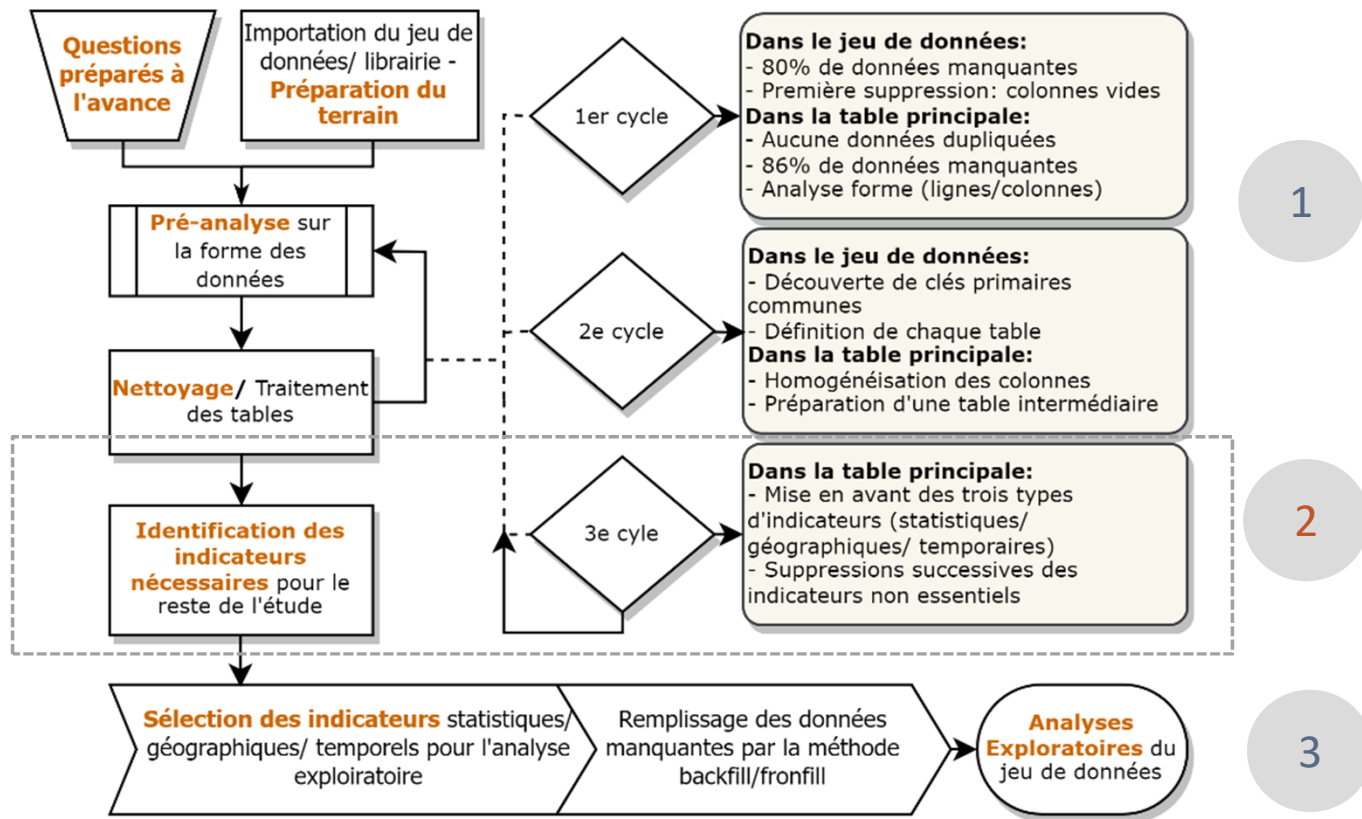 Questions
préparés à
l'avance
Importation du jeu de
données/ librairie -
Préparation du
terrain
Pré-analyse sur
la forme des
données
Nettoyage/ Traitement
des tables
Identification des
indicateurs
nécessaires pour le
reste de l'étude
1er cycle
Dans le jeu de données:
- 80% de données manquantes
- Première suppression: colonnes vides
Dans la table principale:
- Aucune données dupliquées
- 86% de données manquantes
- Analyse forme (lignes/colonnes)
1
2e cycle
Dans le jeu de données:
- Découverte de clés primaires
communes
- Définition de chaque table
Dans la table principale:
- Homogénéisation des colonnes
- Préparation d'une table intermédiaire
3e cyle
Dans la table principale:
- Mise en avant des trois types
d'indicateurs (statistiques/
géographiques/ temporaires)
- Suppressions successives des
indicateurs non essentiels
2
Sélection des indicateurs statistiques/
géographiques/ temporels pour l'analyse
exploiratoire
Remplissage des données
manquantes par la méthode
backfill/fronfill
Analyses
Exploratoires du
jeu de données
3